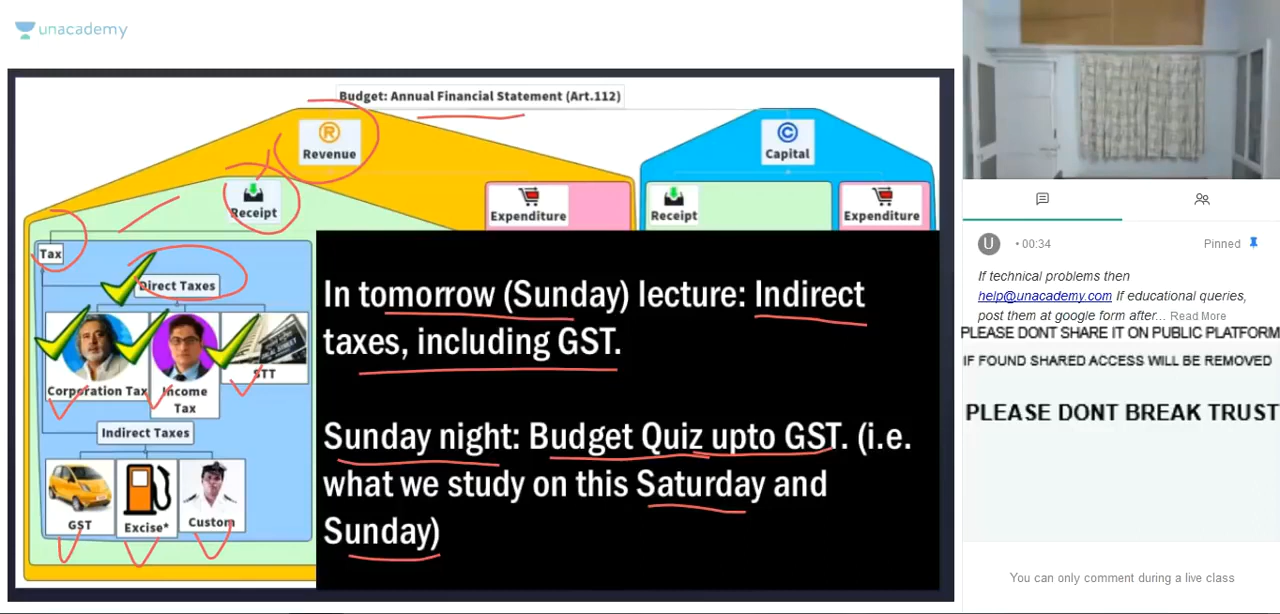 unacademy
Budget: Annual Financial Statement (Art.112)
R
Revenue
C
Capital
Receipt
Expenditure
Receipt
Expenditure
Tax
Direct Taxes
Corporation Tax
Income
Tax
STT
Indirect Taxes
GST
Excise*
Custom
In tomorrow (Sunday) lecture: Indirect
taxes, including GST.
Sunday night: Budget Quiz upto GST. (i.e.
what we study on this Saturday and
Sunday)
U
• 00:34
Pinned
If technical problems then
help@unacademy.com If educational queries,
post them at google form after... Read More
PLEASE DONT SHARE IT ON PUBLIC PLATFORM
IF FOUND SHARED ACCESS WILL BE REMOVED
PLEASE DONT BREAK TRUST
You can only comment during a live class